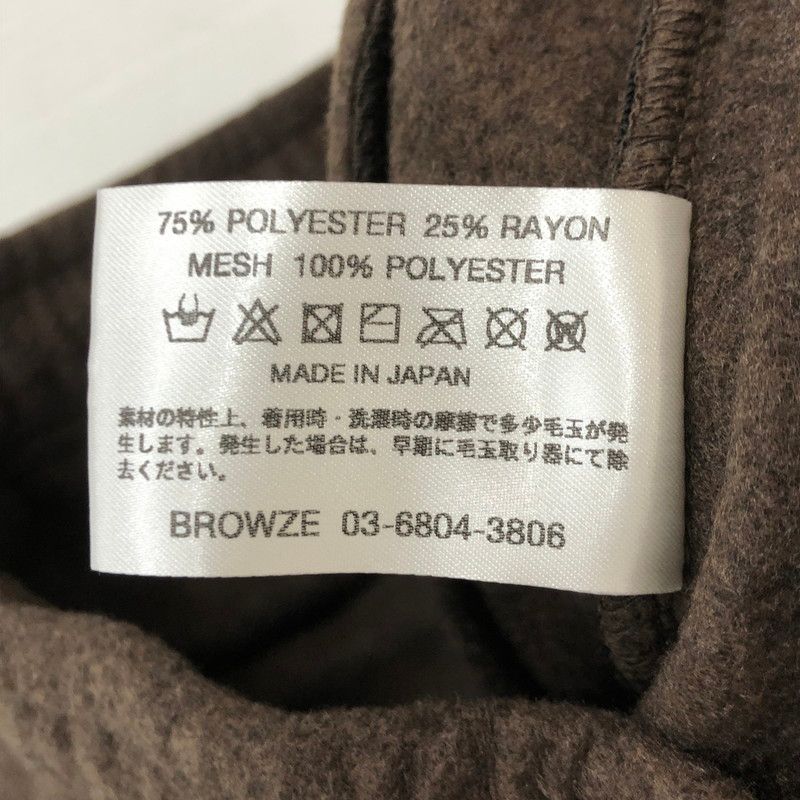 75% POLYESTER 25% RAYON
MESH 100% POLYESTER
MADE IN JAPAN
素材の特性上、着用時・洗濯時の摩擦で多少毛玉が発
生します。発生した場合は、早期に毛玉取り器にて除
去ください。
BROWZE 03-6804-3806